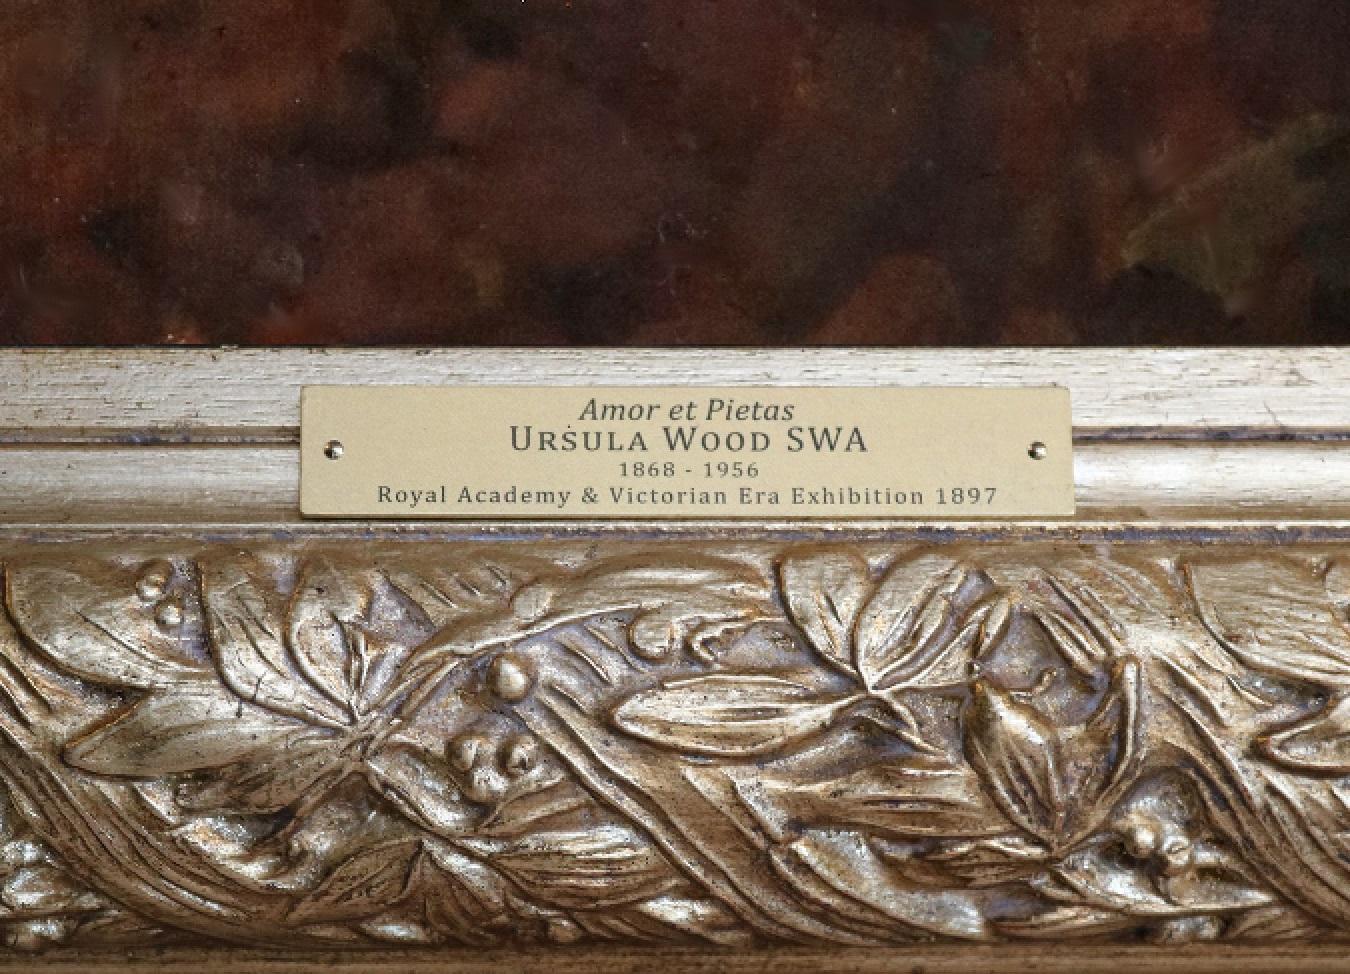 Amor et Pietas
URSULA WOOD SWA
1868 - 1956
Royal Academy & Victorian Era Exhibition 1897